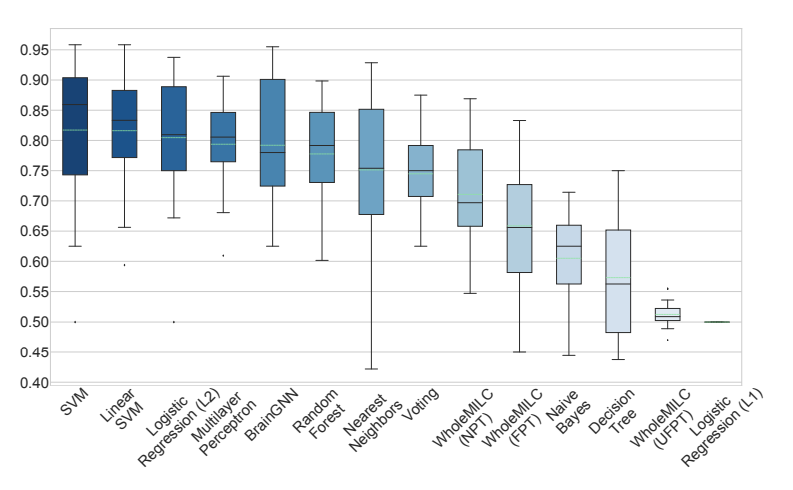 0.95
0.90
0.85
0.80
0.75
0.70
0.65
0.60
0.55
0.50
0.45
0.40
SVM
Linear
SVM
Logistic
Regression (L2)
Multilayer
Perceptron
BrainGNN
Random
Forest
Nearest
Neighbors
Voting
WholeMILC
(NPT)
WholeMILC
(FPT)
Naive
Bayes
Decision
Tree
WholeMILC
(UFPT)
Logistic
Regression (L1)